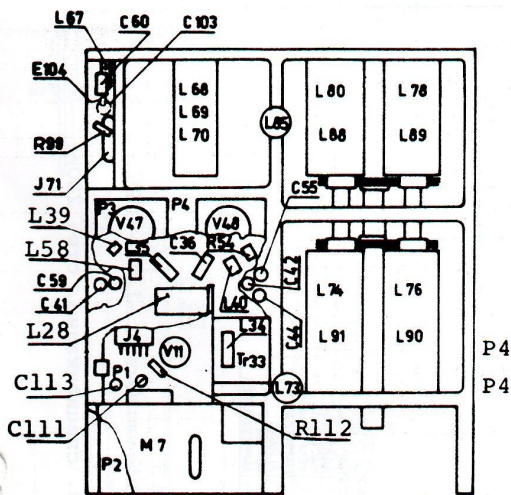 L67 C60 C103
E104
R99
J71
L39
L58
C59
C41
L28
C113
C111
L68
L69
L70
L85
L80 L78
L88 L89
P3 P4 C55
V47 V48
C35 C36 R54
C42
L40
C44
L74 L76
L91 L90
J4 L34
V11 Tr33
P1
L73
R112
M7
P2
P4
P4